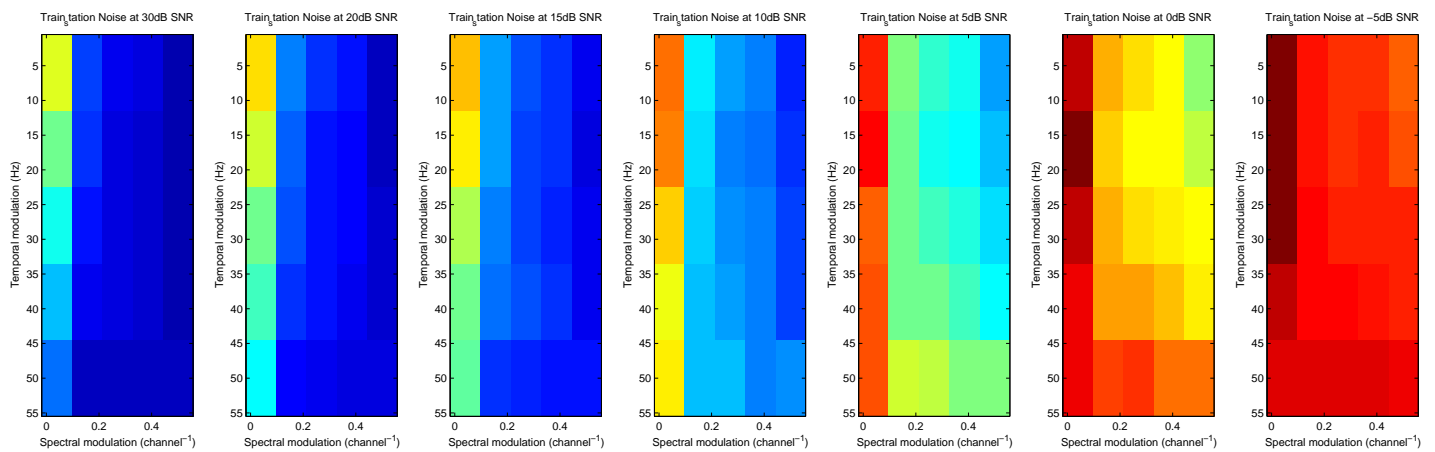 Train_station Noise at 30dB SNR
5
10
15
20
25
30
35
40
45
50
55
Temporal modulation (Hz)
0 0.2 0.4
Spectral modulation (channel⁻¹)
Train_station Noise at 20dB SNR
5
10
15
20
25
30
35
40
45
50
55
Temporal modulation (Hz)
0 0.2 0.4
Spectral modulation (channel⁻¹)
Train_station Noise at 15dB SNR
5
10
15
20
25
30
35
40
45
50
55
Temporal modulation (Hz)
0 0.2 0.4
Spectral modulation (channel⁻¹)
Train_station Noise at 10dB SNR
5
10
15
20
25
30
35
40
45
50
55
Temporal modulation (Hz)
0 0.2 0.4
Spectral modulation (channel⁻¹)
Train_station Noise at 5dB SNR
5
10
15
20
25
30
35
40
45
50
55
Temporal modulation (Hz)
0 0.2 0.4
Spectral modulation (channel⁻¹)
Train_station Noise at 0dB SNR
5
10
15
20
25
30
35
40
45
50
55
Temporal modulation (Hz)
0 0.2 0.4
Spectral modulation (channel⁻¹)
Train_station Noise at −5dB SNR
5
10
15
20
25
30
35
40
45
50
55
Temporal modulation (Hz)
0 0.2 0.4
Spectral modulation (channel⁻¹)